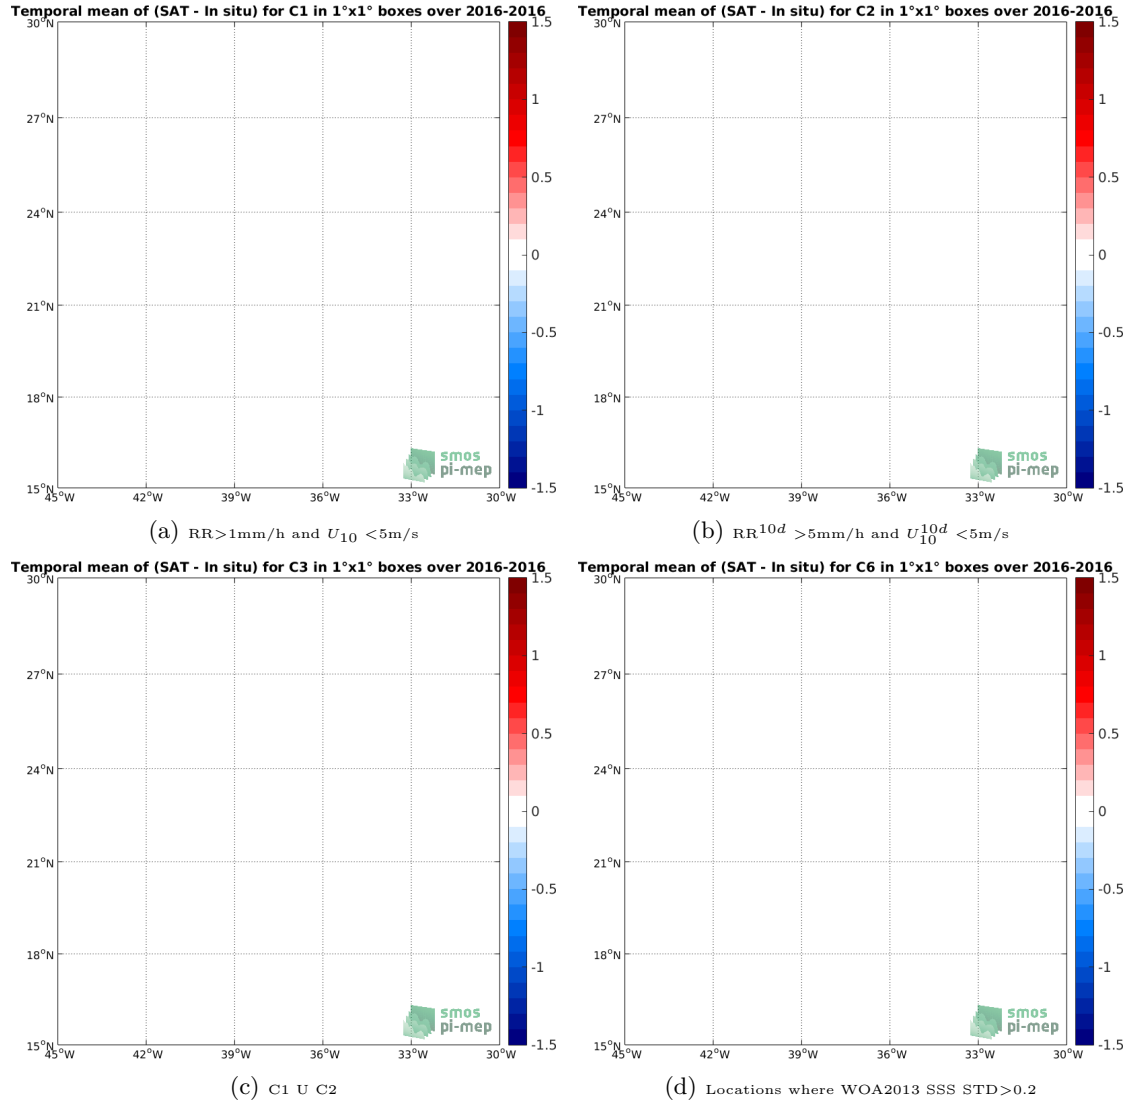 Temporal mean of (SAT - In situ) for C1 in 1°x1° boxes over 2016-2016
30°N
27°N
24°N
21°N
18°N
15°N
45°W 42°W 39°W 36°W 33°W 30°W
1.5
1
0.5
0
-0.5
-1
-1.5
smos
pi-mep
(a) RR>1mm/h and U10 <5m/s
Temporal mean of (SAT - In situ) for C2 in 1°x1° boxes over 2016-2016
30°N
27°N
24°N
21°N
18°N
15°N
45°W 42°W 39°W 36°W 33°W 30°W
1.5
1
0.5
0
-0.5
-1
-1.5
smos
pi-mep
(b) RR10d >5mm/h and U10d10 <5m/s
Temporal mean of (SAT - In situ) for C3 in 1°x1° boxes over 2016-2016
30°N
27°N
24°N
21°N
18°N
15°N
45°W 42°W 39°W 36°W 33°W 30°W
1.5
1
0.5
0
-0.5
-1
-1.5
smos
pi-mep
(c) C1 U C2
Temporal mean of (SAT - In situ) for C6 in 1°x1° boxes over 2016-2016
30°N
27°N
24°N
21°N
18°N
15°N
45°W 42°W 39°W 36°W 33°W 30°W
1.5
1
0.5
0
-0.5
-1
-1.5
smos
pi-mep
(d) Locations where WOA2013 SSS STD>0.2